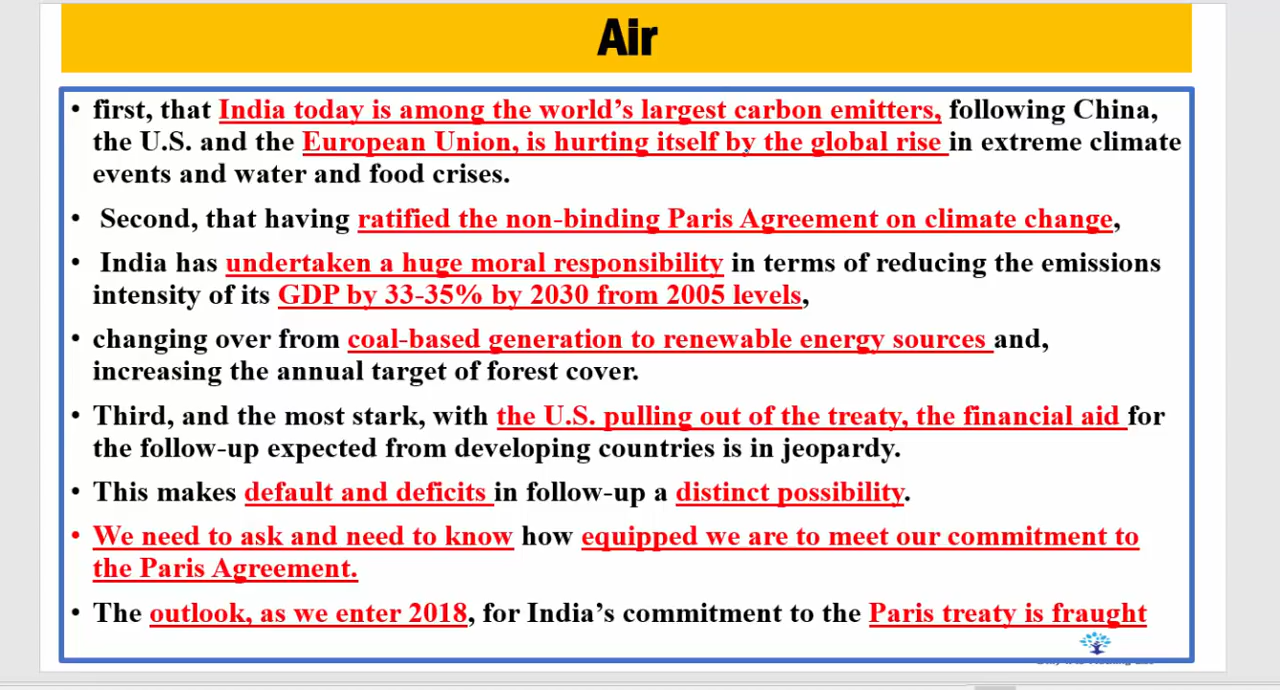 Air
• first, that India today is among the world's largest carbon emitters, following China,
the U.S. and the European Union, is hurting itself by the global rise in extreme climate
events and water and food crises.
• Second, that having ratified the non-binding Paris Agreement on climate change,
• India has undertaken a huge moral responsibility in terms of reducing the emissions
intensity of its GDP by 33-35% by 2030 from 2005 levels,
• changing over from coal-based generation to renewable energy sources and,
increasing the annual target of forest cover.
• Third, and the most stark, with the U.S. pulling out of the treaty, the financial aid for
the follow-up expected from developing countries is in jeopardy.
• This makes default and deficits in follow-up a distinct possibility.
• We need to ask and need to know how equipped we are to meet our commitment to
the Paris Agreement.
• The outlook, as we enter 2018, for India's commitment to the Paris treaty is fraught